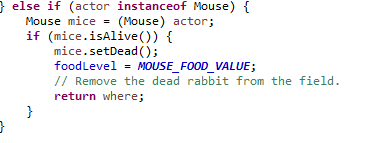 } else if (actor instanceof Mouse) {
Mouse mice = (Mouse) actor;
if (mice.isAlive()) {
mice.setDead();
foodLevel = MOUSE_FOOD_VALUE;
// Remove the dead rabbit from the field.
return where;
}
}